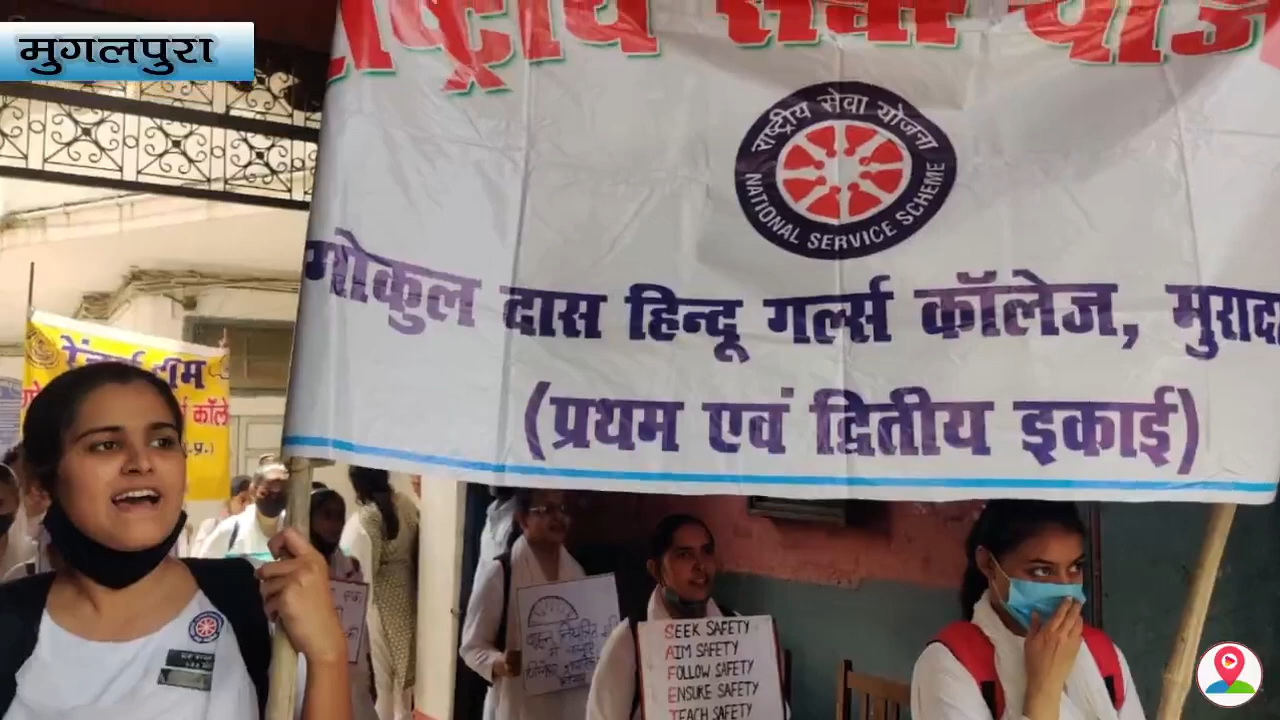 मुगलपुरा
राष्ट्रीय सेवा योज
राष्ट्रीय सेवा योजना
NATIONAL SERVICE SCHEME
गोकुल दास हिन्दू गर्ल्स कॉलेज, मुराद
(प्रथम एवं द्वितीय इकाई)
SEEK SAFETY
AIM SAFETY
FOLLOW SAFETY
ENSURE SAFETY
TEACH SAFETY